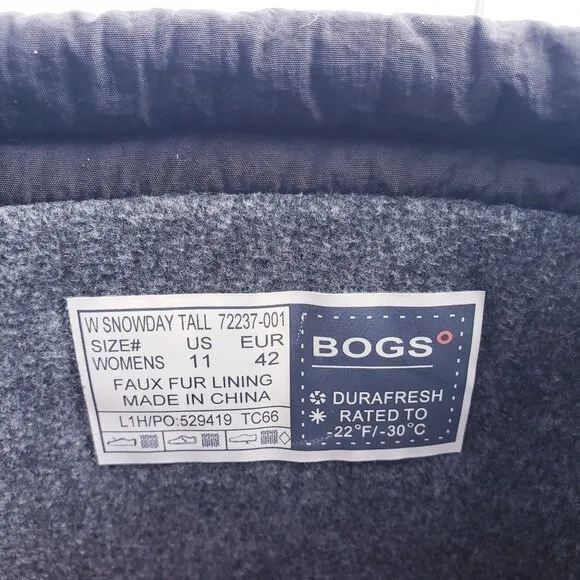 W SNOWDAY TALL 72237-001
SIZE# US EUR
WOMENS 11 42
FAUX FUR LINING
MADE IN CHINA
L1H/PO:529419 TC66
BOGS°
DURAFRESH
RATED TO
-22°F/-30°C